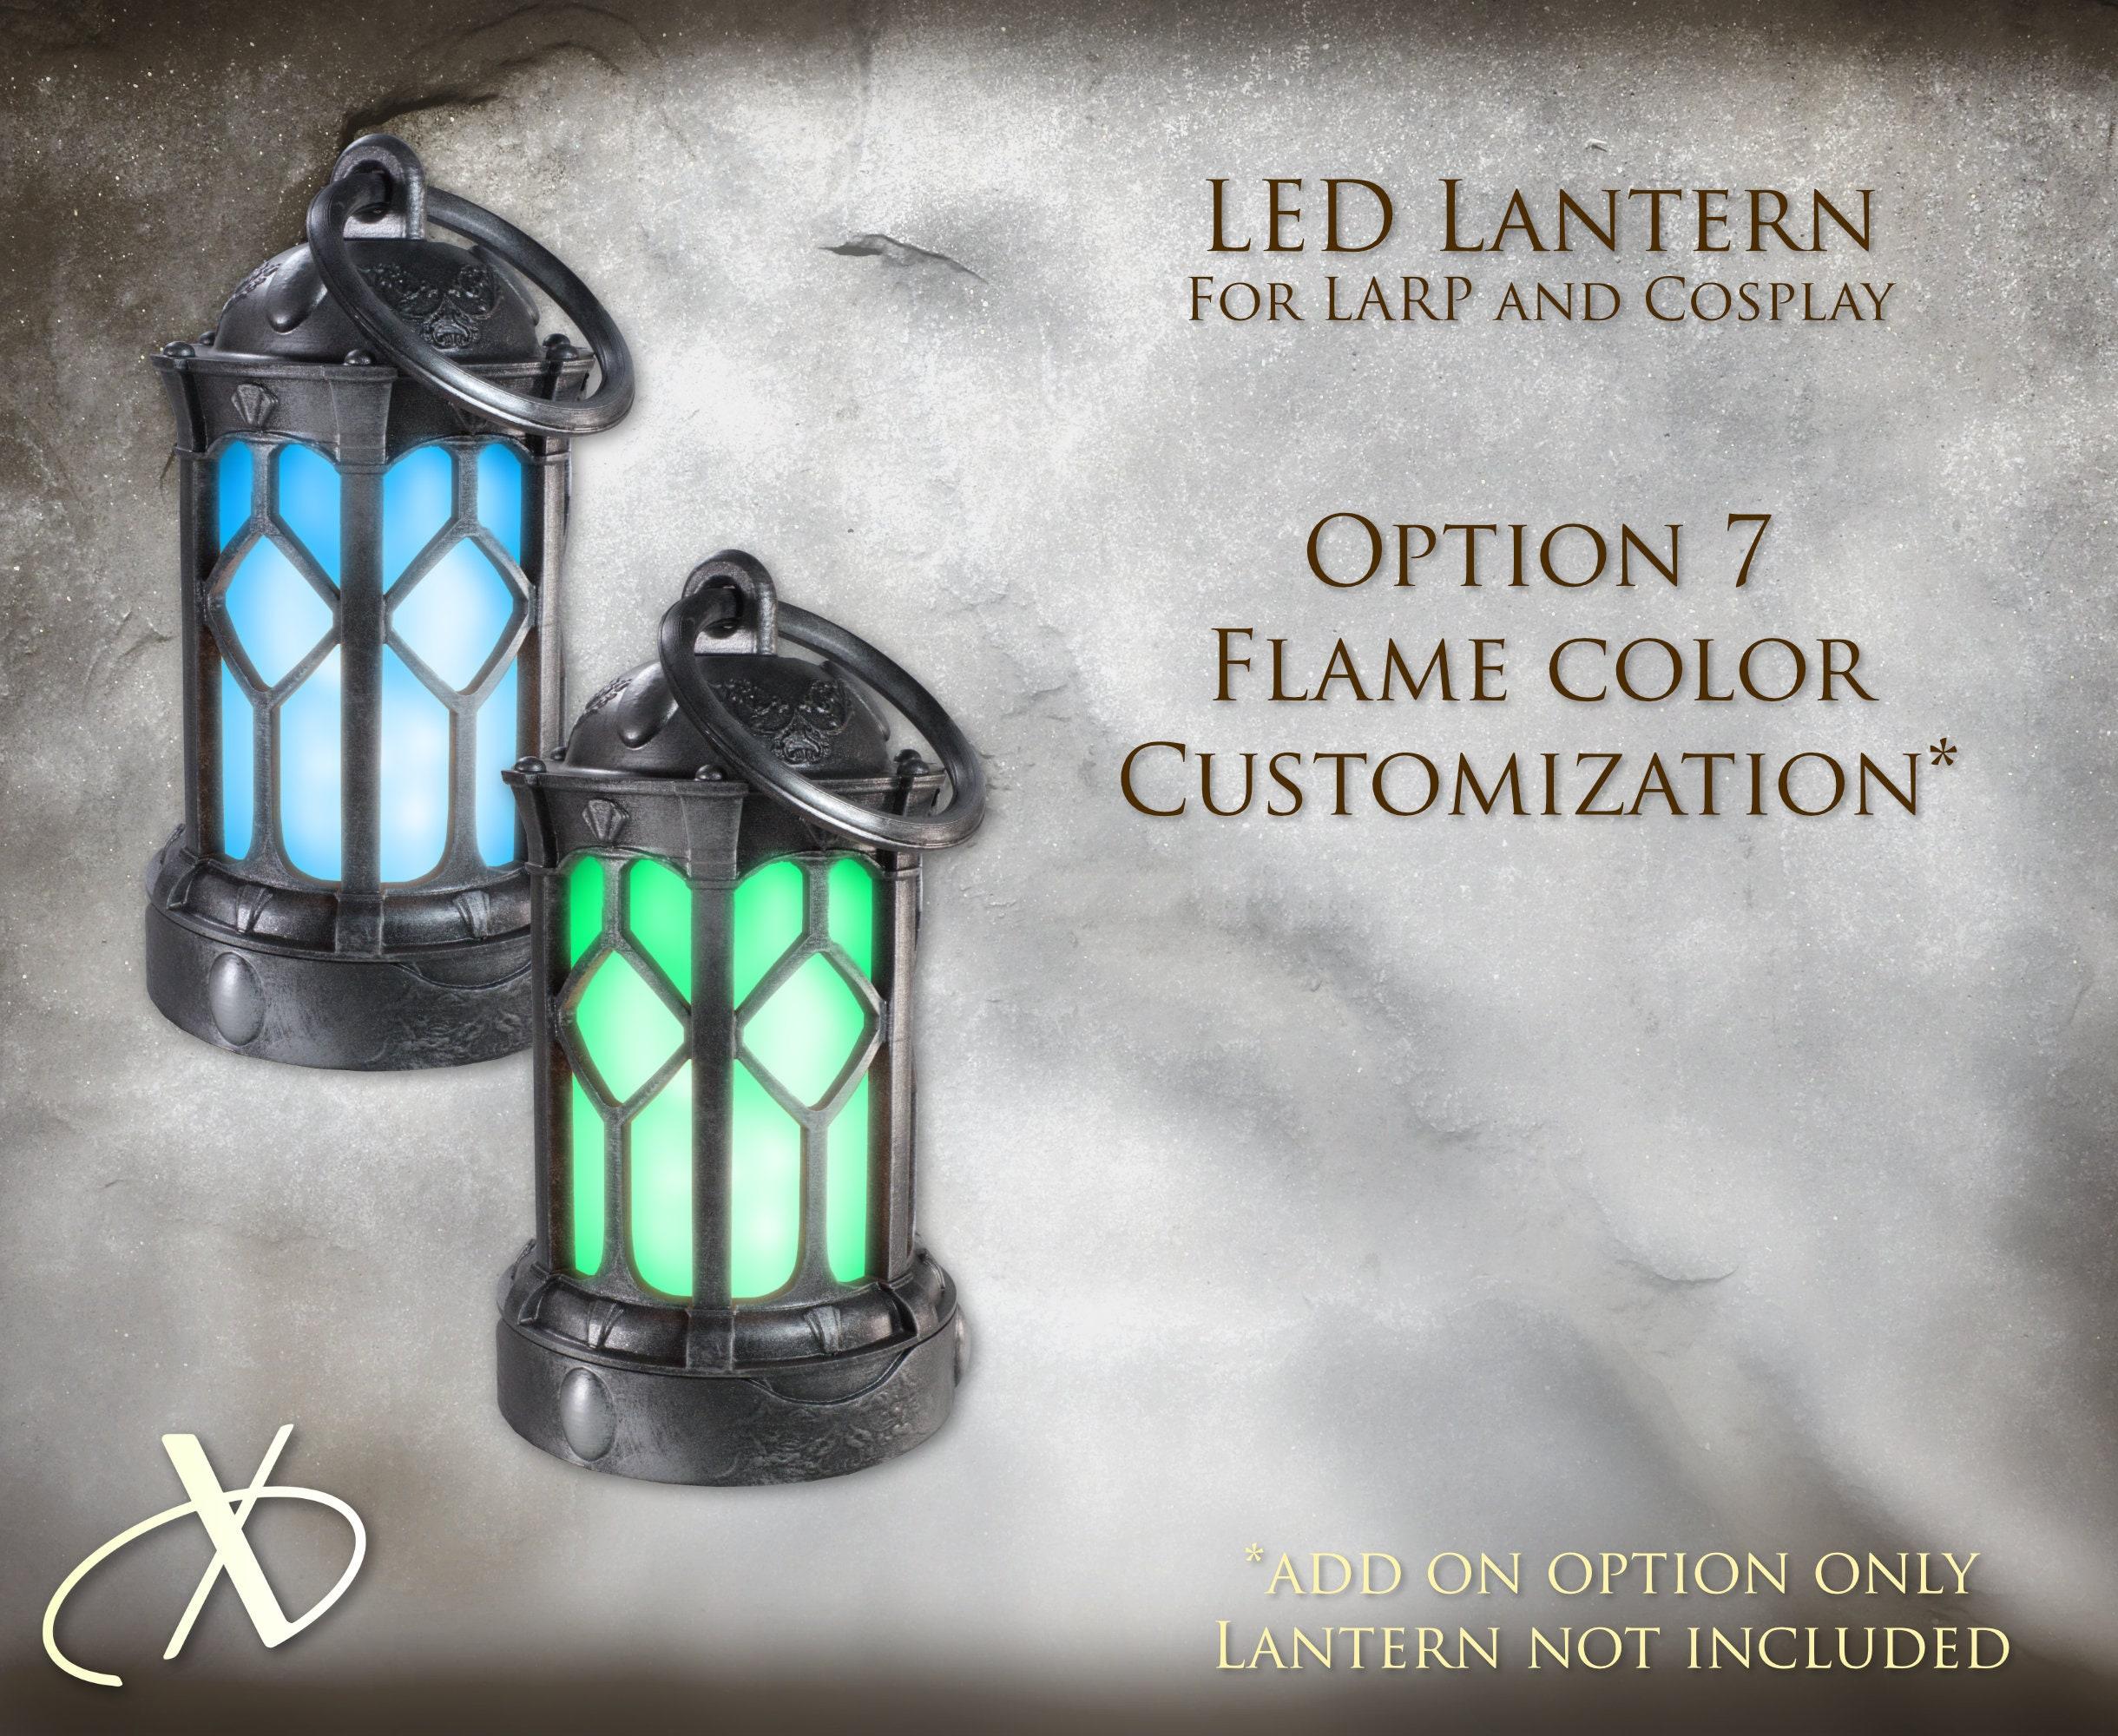 LED Lantern
For LARP and Cosplay
Option 7
Flame color
Customization*
*add on option only
Lantern not included